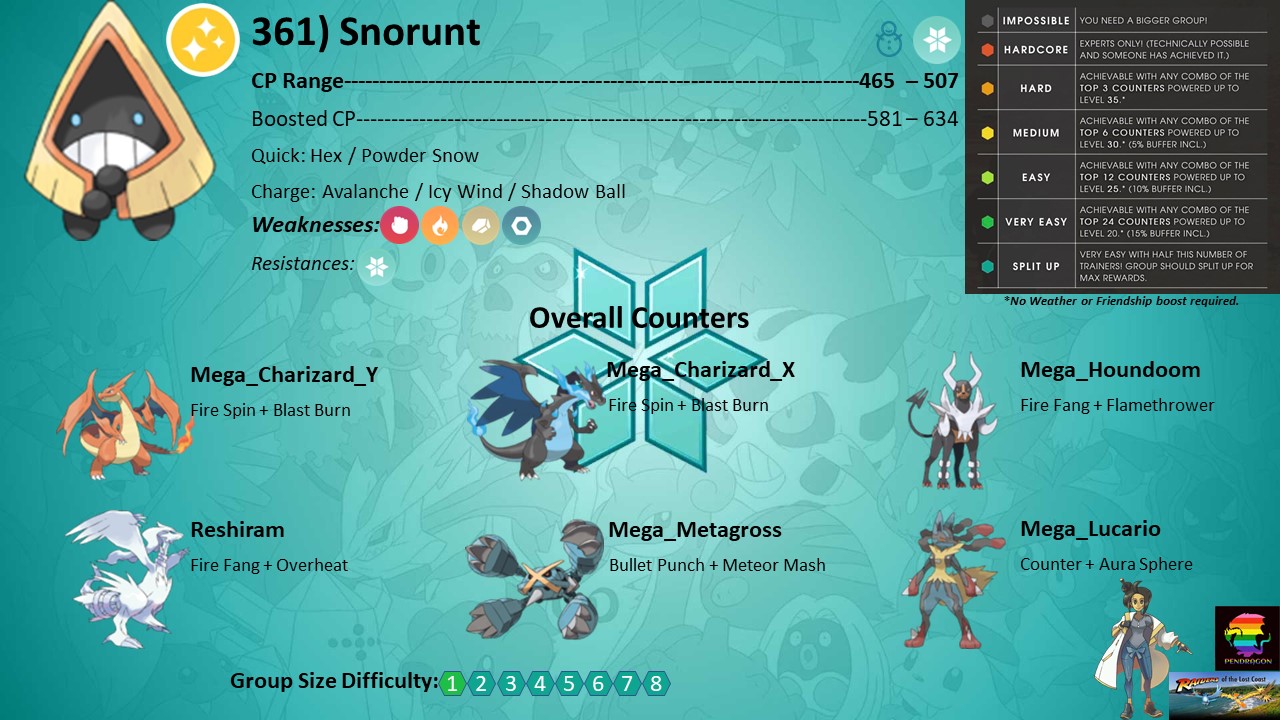 361) Snorunt
CP Range------------------------------------------------------------------------------465 – 507
Boosted CP-----------------------------------------------------------------------------581 – 634
Quick: Hex / Powder Snow
Charge: Avalanche / Icy Wind / Shadow Ball
Weaknesses:
Resistances:
IMPOSSIBLE YOU NEED A BIGGER GROUP!
HARDCORE EXPERTS ONLY! (TECHNICALLY POSSIBLE
AND SOMEONE HAS ACHIEVED IT.)
HARD ACHIEVABLE WITH ANY COMBO OF THE
TOP 3 COUNTERS POWERED UP TO
LEVEL 35.*
MEDIUM ACHIEVABLE WITH ANY COMBO OF THE
TOP 6 COUNTERS POWERED UP TO
LEVEL 30.* (5% BUFFER INCL.)
EASY ACHIEVABLE WITH ANY COMBO OF THE
TOP 12 COUNTERS POWERED UP TO
LEVEL 25.* (10% BUFFER INCL.)
VERY EASY ACHIEVABLE WITH ANY COMBO OF THE
TOP 24 COUNTERS POWERED UP TO
LEVEL 20.* (15% BUFFER INCL.)
SPLIT UP VERY EASY WITH HALF THIS NUMBER OF
TRAINERS! GROUP SHOULD SPLIT UP FOR
MAX REWARDS.
*No Weather or Friendship boost required.
Overall Counters
Mega_Charizard_Y
Fire Spin + Blast Burn
Mega_Charizard_X
Fire Spin + Blast Burn
Mega_Houndoom
Fire Fang + Flamethrower
Reshiram
Fire Fang + Overheat
Mega_Metagross
Bullet Punch + Meteor Mash
Mega_Lucario
Counter + Aura Sphere
Group Size Difficulty: 1 2 3 4 5 6 7 8
PENDRAGON
RAIDERS of the Lost Coast